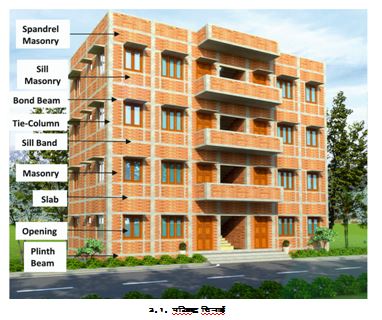 Spandrel
Masonry
Sill
Masonry
Bond Beam
Tie-Column
Sill Band
Masonry
Slab
Opening
Plinth
Beam